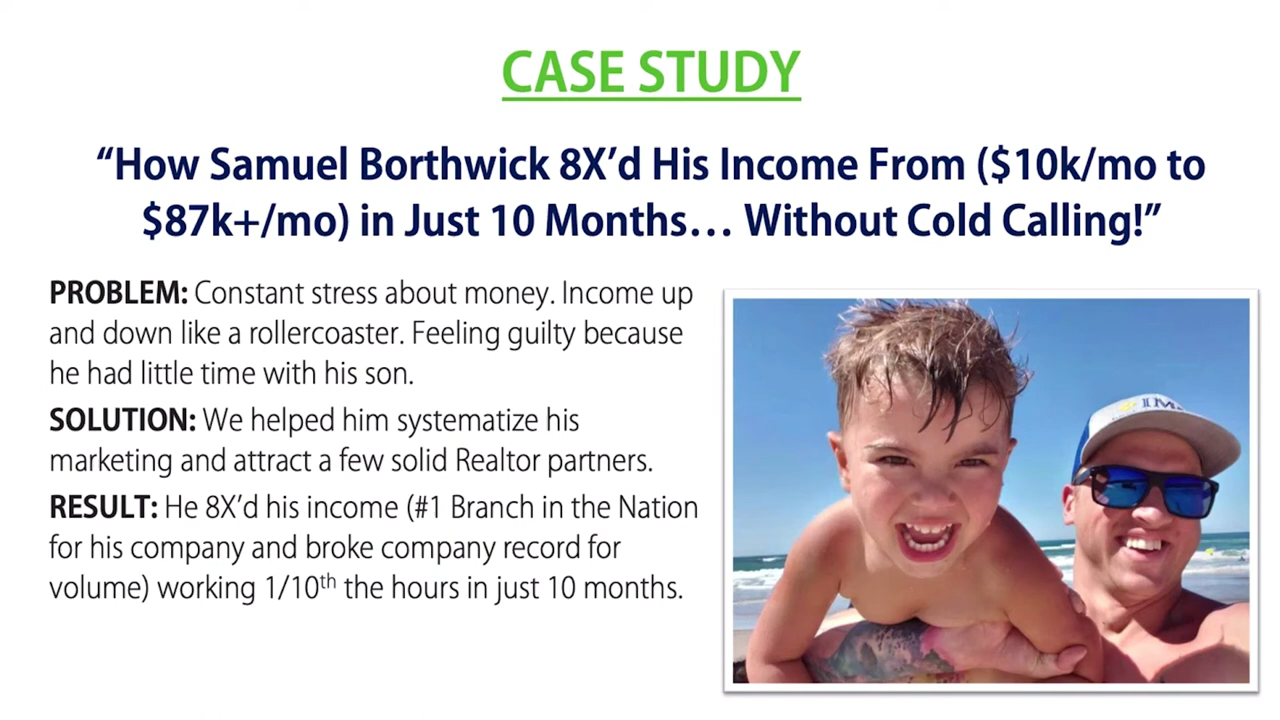 CASE STUDY
“How Samuel Borthwick 8X’d His Income From ($10k/mo to
$87k+/mo) in Just 10 Months… Without Cold Calling!”
PROBLEM: Constant stress about money. Income up
and down like a rollercoaster. Feeling guilty because
he had little time with his son.
SOLUTION: We helped him systematize his
marketing and attract a few solid Realtor partners.
RESULT: He 8X’d his income (#1 Branch in the Nation
for his company and broke company record for
volume) working 1/10th the hours in just 10 months.